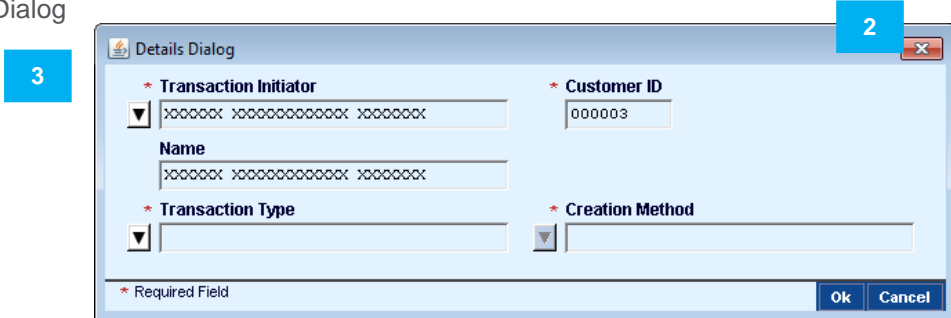 Dialog
2
Details Dialog
3
* Transaction Initiator * Customer ID
XXXXXX XXXXXXXXXXXX XXXXXXX 000003
Name
XXXXXX XXXXXXXXXXXX XXXXXXX
* Transaction Type * Creation Method
* Required Field Ok Cancel